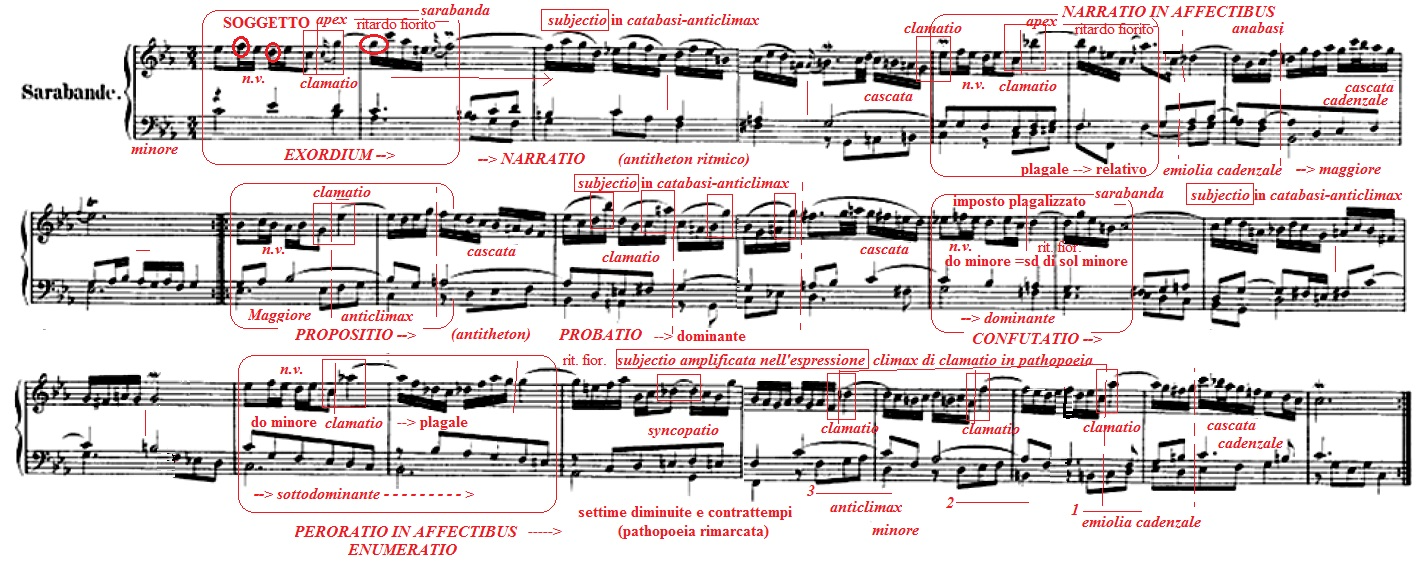 SOGGETTO apex ritardo fiorito sarabanda
subjectio in catabasi-anticlimax
clamatio
NARRATIO IN AFFECTIBUS
apex ritardo fiorito
anabasi
n.v. clamatio
cascata
n.v. clamatio
cascata
cadenzale
Sarabande.
minore
EXORDIUM -->
--> NARRATIO (antitheton ritmico)
plagale --> relativo
emiolia cadenzale
--> maggiore
clamatio
subjectio in catabasi-anticlimax
imposto plagalizzato
sarabanda
subjectio in catabasi-anticlimax
n.v.
cascata
clamatio
cascata
n.v. rit. fior.
do minore =sd di sol minore
Maggiore anticlimax
--> dominante
PROPOSITIO --> (antitheton)
PROBATIO --> dominante
CONFUTATIO -->
n.v.
rit. fior. subjectio amplificata nell'espressione climax di clamatio in pathopoeia
do minore clamatio --> plagale
syncopatio
clamatio
clamatio
clamatio
cascata
cadenzale
--> sottodominante - - - - - - - - - >
settime diminuite e contrattempi
(pathopoeia rimarcata)
3 anticlimax
minore
2
1
emiolia cadenzale
PERORATIO IN AFFECTIBUS ----->
ENUMERATIO